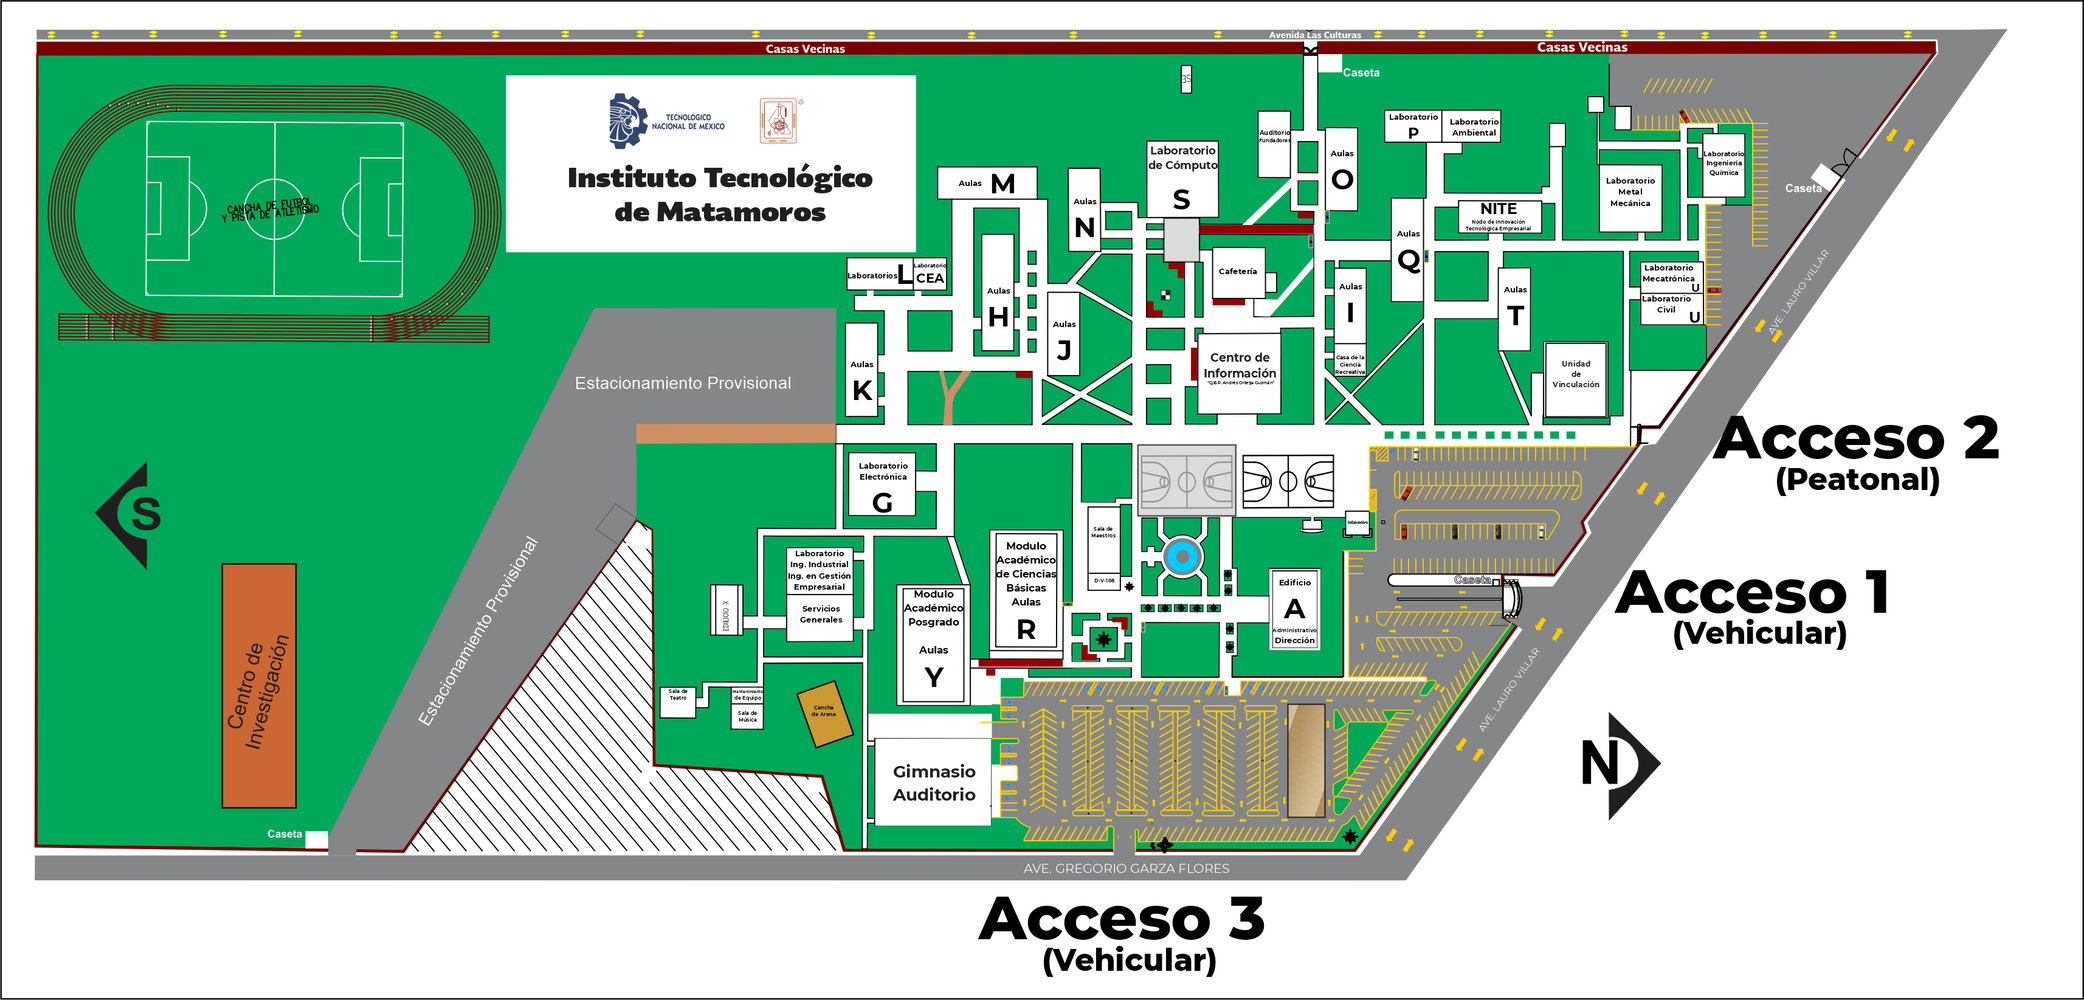 Avenida Las Culturas
Casas Vecinas
Casas Vecinas
Caseta
TECNOLÓGICO
NACIONAL DE MÉXICO
Instituto Tecnológico
de Matamoros
CANCHA DE FUTBOL
Y PISTA DE ATLETISMO
Auditorio
Fundadores
Laboratorio
P
Laboratorio
Ambiental
Laboratorio
de Cómputo
S
Aulas
O
Laboratorio
Ingeniería
Química
Caseta
Aulas M
Aulas
N
Laboratorio
Metal
Mecánica
NITE
Nodo de Innovación
Tecnológica Empresarial
Aulas
Q
Laboratorios L
Laboratorio
CEA
Aulas
H
Cafetería
Aulas
I
Aulas
T
Laboratorio
Mecatrónica
U
Laboratorio
Civil
U
AVE. LAURO VILLAR
Aulas
J
Aulas
K
Centro de
Información
"Q.B.P. Andrés Ortega Guzmán"
Casa de la
Ciencia
Recreativa
Unidad
de
Vinculación
Estacionamiento Provisional
Acceso 2
(Peatonal)
S
Laboratorio
Electrónica
G
Sala de
Maestros
D-V-108
Modulo
Académico
de Ciencias
Básicas
Aulas
R
Laboratorio
Ing. Industrial
Ing. en Gestión
Empresarial
Servicios
Generales
EDIFICIO X
Modulo
Académico
Posgrado
Aulas
Y
Edificio
A
Administrativo
Dirección
Caseta
Acceso 1
(Vehicular)
Estacionamiento Provisional
Centro de
Investigación
Sala de
Teatro
Mantenimiento
de Equipo
Sala de
Música
Cancha
de Arena
AVE. LAURO VILLAR
N
Gimnasio
Auditorio
Caseta
AVE. GREGORIO GARZA FLORES
Acceso 3
(Vehicular)